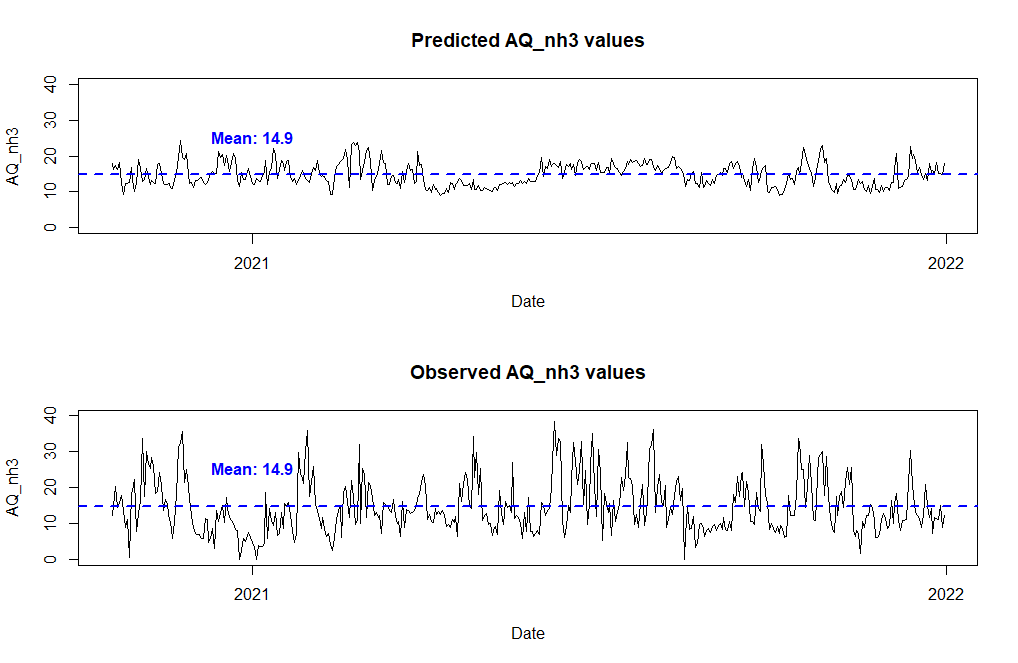 Predicted AQ_nh3 values
40
30
20
10
0
AQ_nh3
Mean: 14.9
2021
2022
Date
Observed AQ_nh3 values
40
30
20
10
0
AQ_nh3
Mean: 14.9
2021
2022
Date